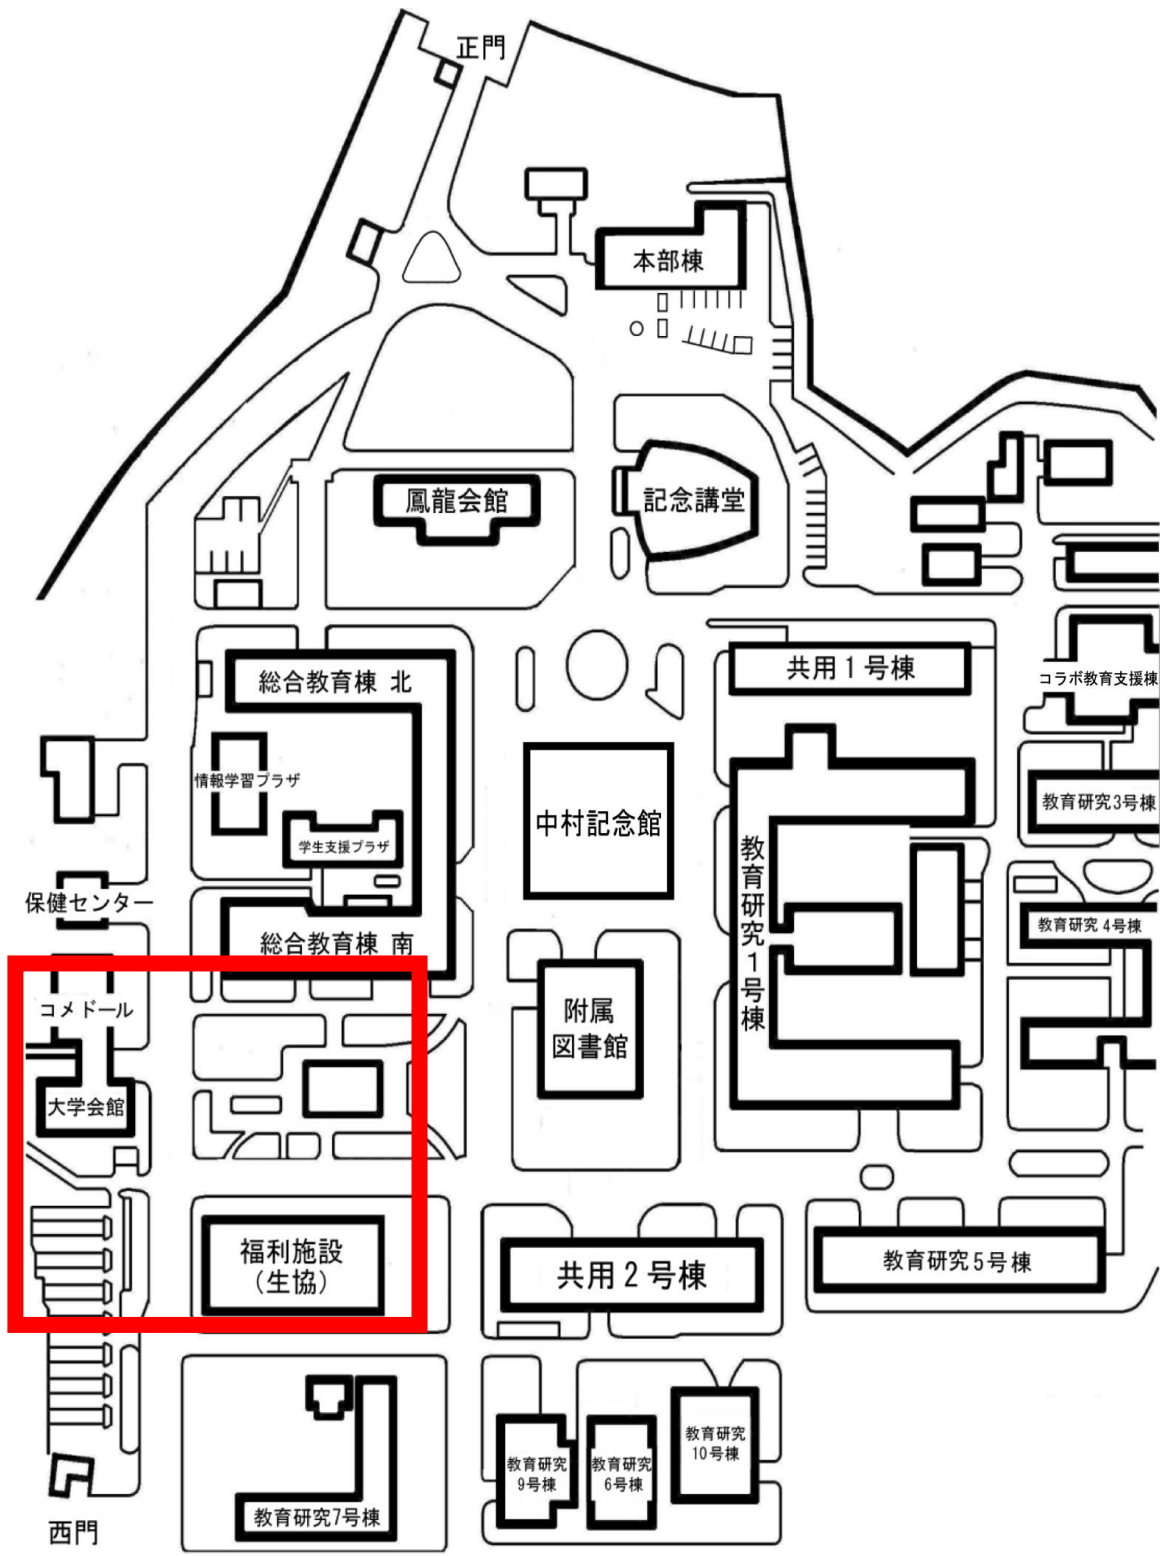 正門
本部棟
鳳龍会館
記念講堂
総合教育棟 北
共用1号棟
コラボ教育支援棟
情報学習プラザ
教育研究3号棟
中村記念館
学生支援プラザ
教育研究1号棟
保健センター
教育研究 4号棟
総合教育棟 南
コメドール
附属
図書館
大学会館
福利施設
(生協)
共用2号棟
教育研究5号棟
教育研究
10号棟
教育研究
9号棟
教育研究
6号棟
教育研究7号棟
西門